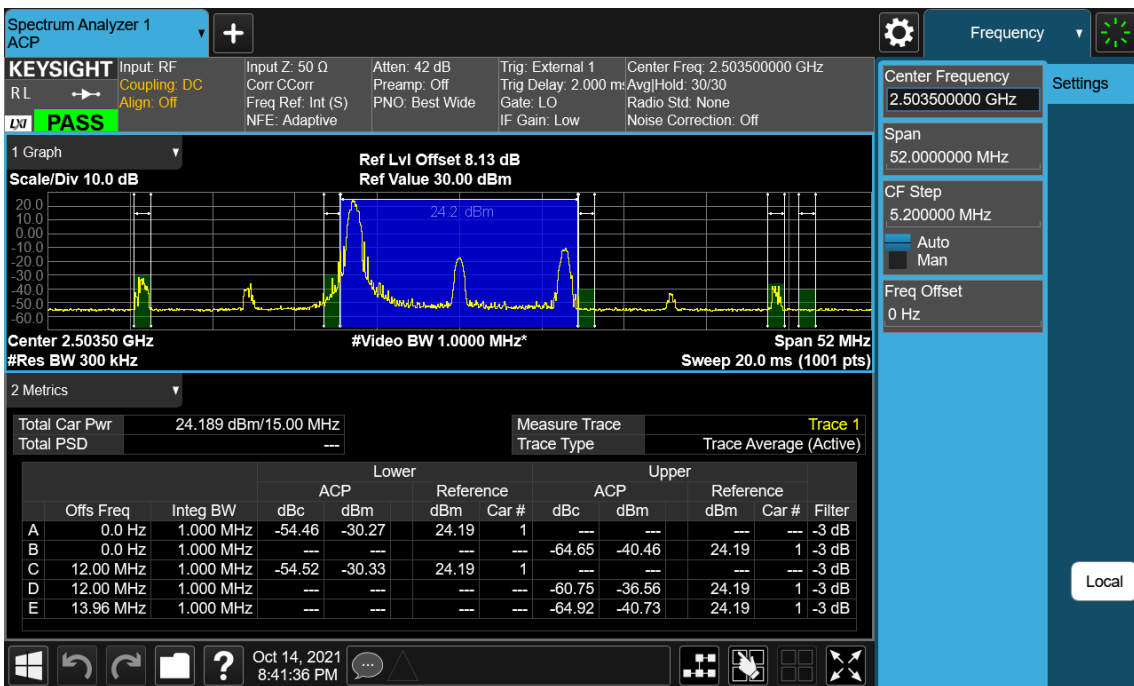 Spectrum Analyzer 1
ACP
+
Frequency
KEYSIGHT
R L
LXI PASS
Input: RF
Coupling: DC
Align: Off
Input Z: 50 Ω
Corr CCorr
Freq Ref: Int (S)
NFE: Adaptive
Atten: 42 dB
Preamp: Off
PNO: Best Wide
Trig: External 1
Trig Delay: 2.000 ms
Gate: LO
IF Gain: Low
Center Freq: 2.503500000 GHz
Avg|Hold: 30/30
Radio Std: None
Noise Correction: Off
Center Frequency
2.503500000 GHz
Settings
Span
52.0000000 MHz
CF Step
5.200000 MHz
Auto
Man
Freq Offset
0 Hz
Local
1 Graph
Scale/Div 10.0 dB
Ref Lvl Offset 8.13 dB
Ref Value 30.00 dBm
20.0
10.0
0.00
-10.0
-20.0
-30.0
-40.0
-50.0
-60.0
24.2 dBm
Center 2.50350 GHz
#Res BW 300 kHz
#Video BW 1.0000 MHz*
Span 52 MHz
Sweep 20.0 ms (1001 pts)
2 Metrics
Total Car Pwr 24.189 dBm/15.00 MHz
Total PSD ---
Measure Trace Trace 1
Trace Type Trace Average (Active)
Lower Upper
ACP Reference ACP Reference
Offs Freq Integ BW dBc dBm dBm Car # dBc dBm dBm Car # Filter
A 0.0 Hz 1.000 MHz -54.46 -30.27 24.19 1 --- --- --- --- -3 dB
B 0.0 Hz 1.000 MHz --- --- --- --- -64.65 -40.46 24.19 1 -3 dB
C 12.00 MHz 1.000 MHz -54.52 -30.33 24.19 1 --- --- --- --- -3 dB
D 12.00 MHz 1.000 MHz --- --- --- --- -60.75 -36.56 24.19 1 -3 dB
E 13.96 MHz 1.000 MHz --- --- --- --- -64.92 -40.73 24.19 1 -3 dB
?
Oct 14, 2021
8:41:36 PM